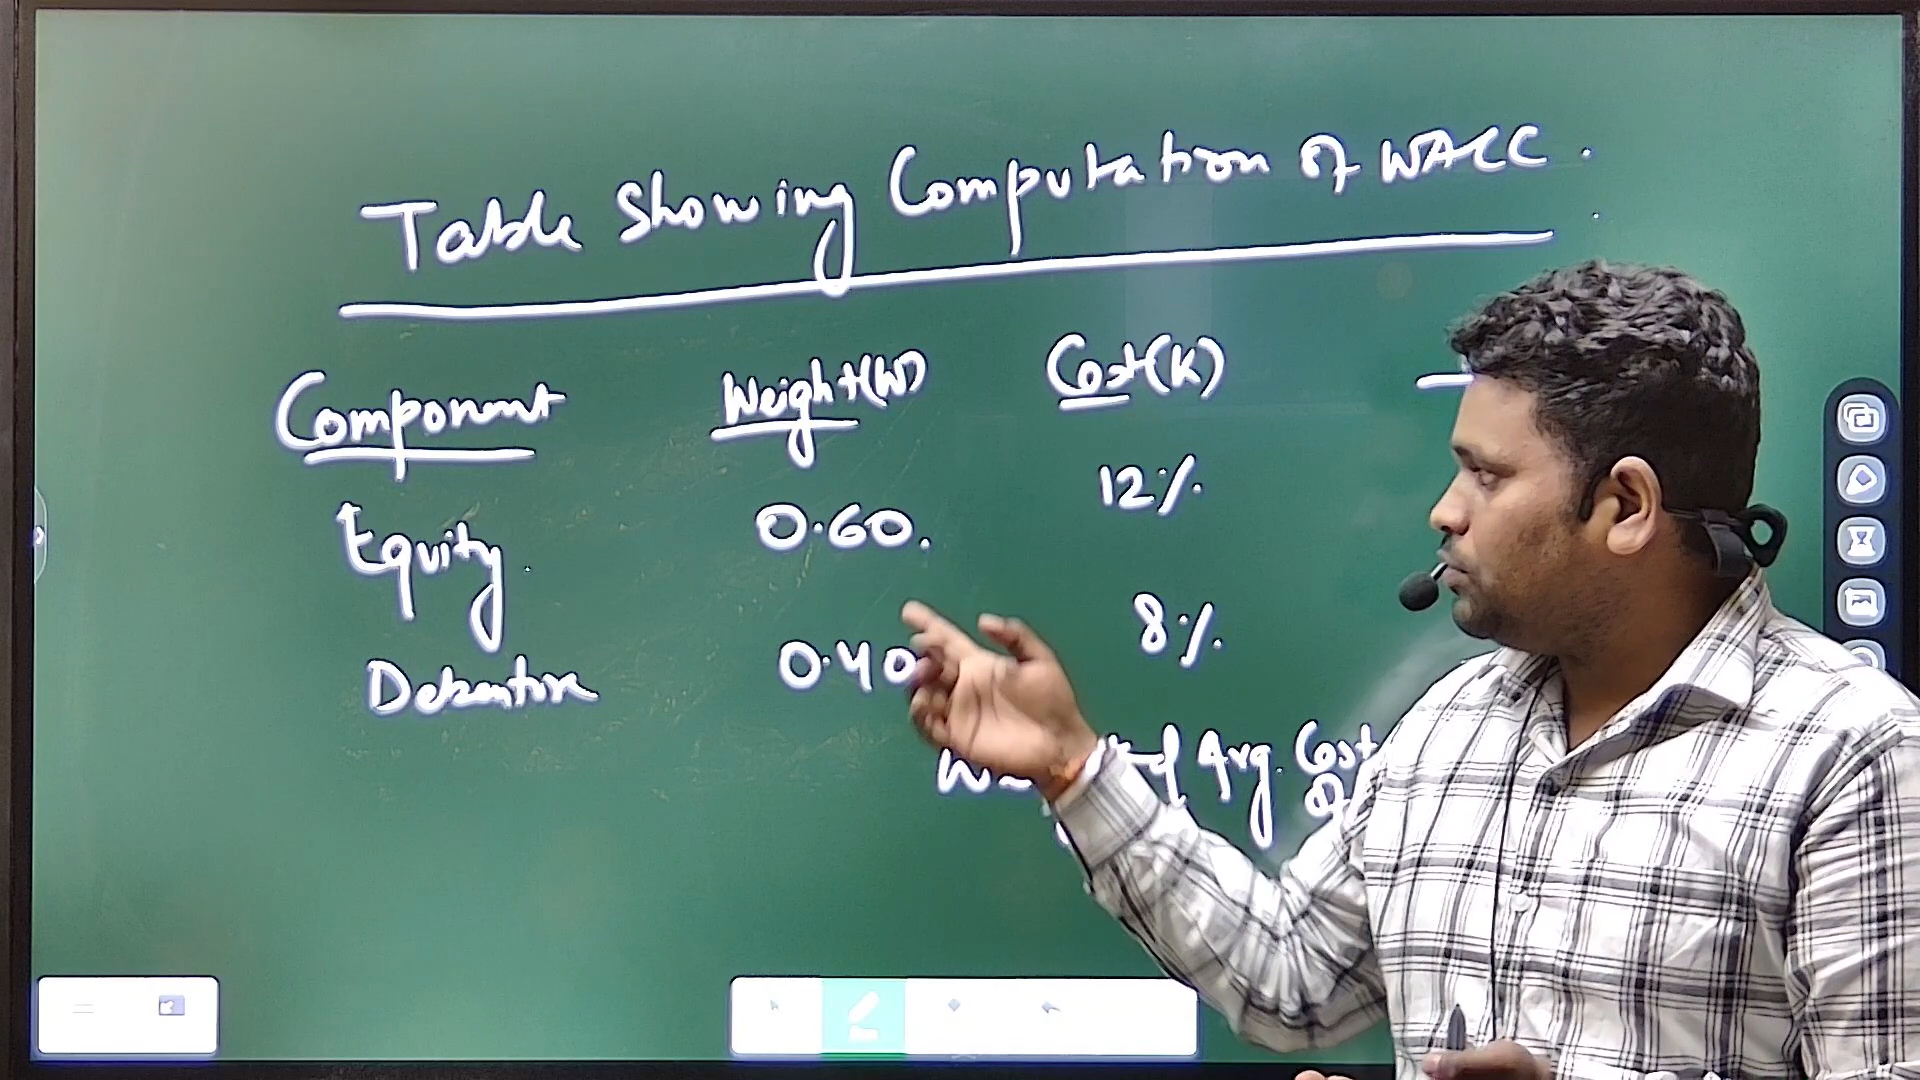 Table Showing Computation of WACC.
Component Weight(W) Cost(K)
Equity 0.60. 12%
Debenture 0.40 8%
Avg. Cost